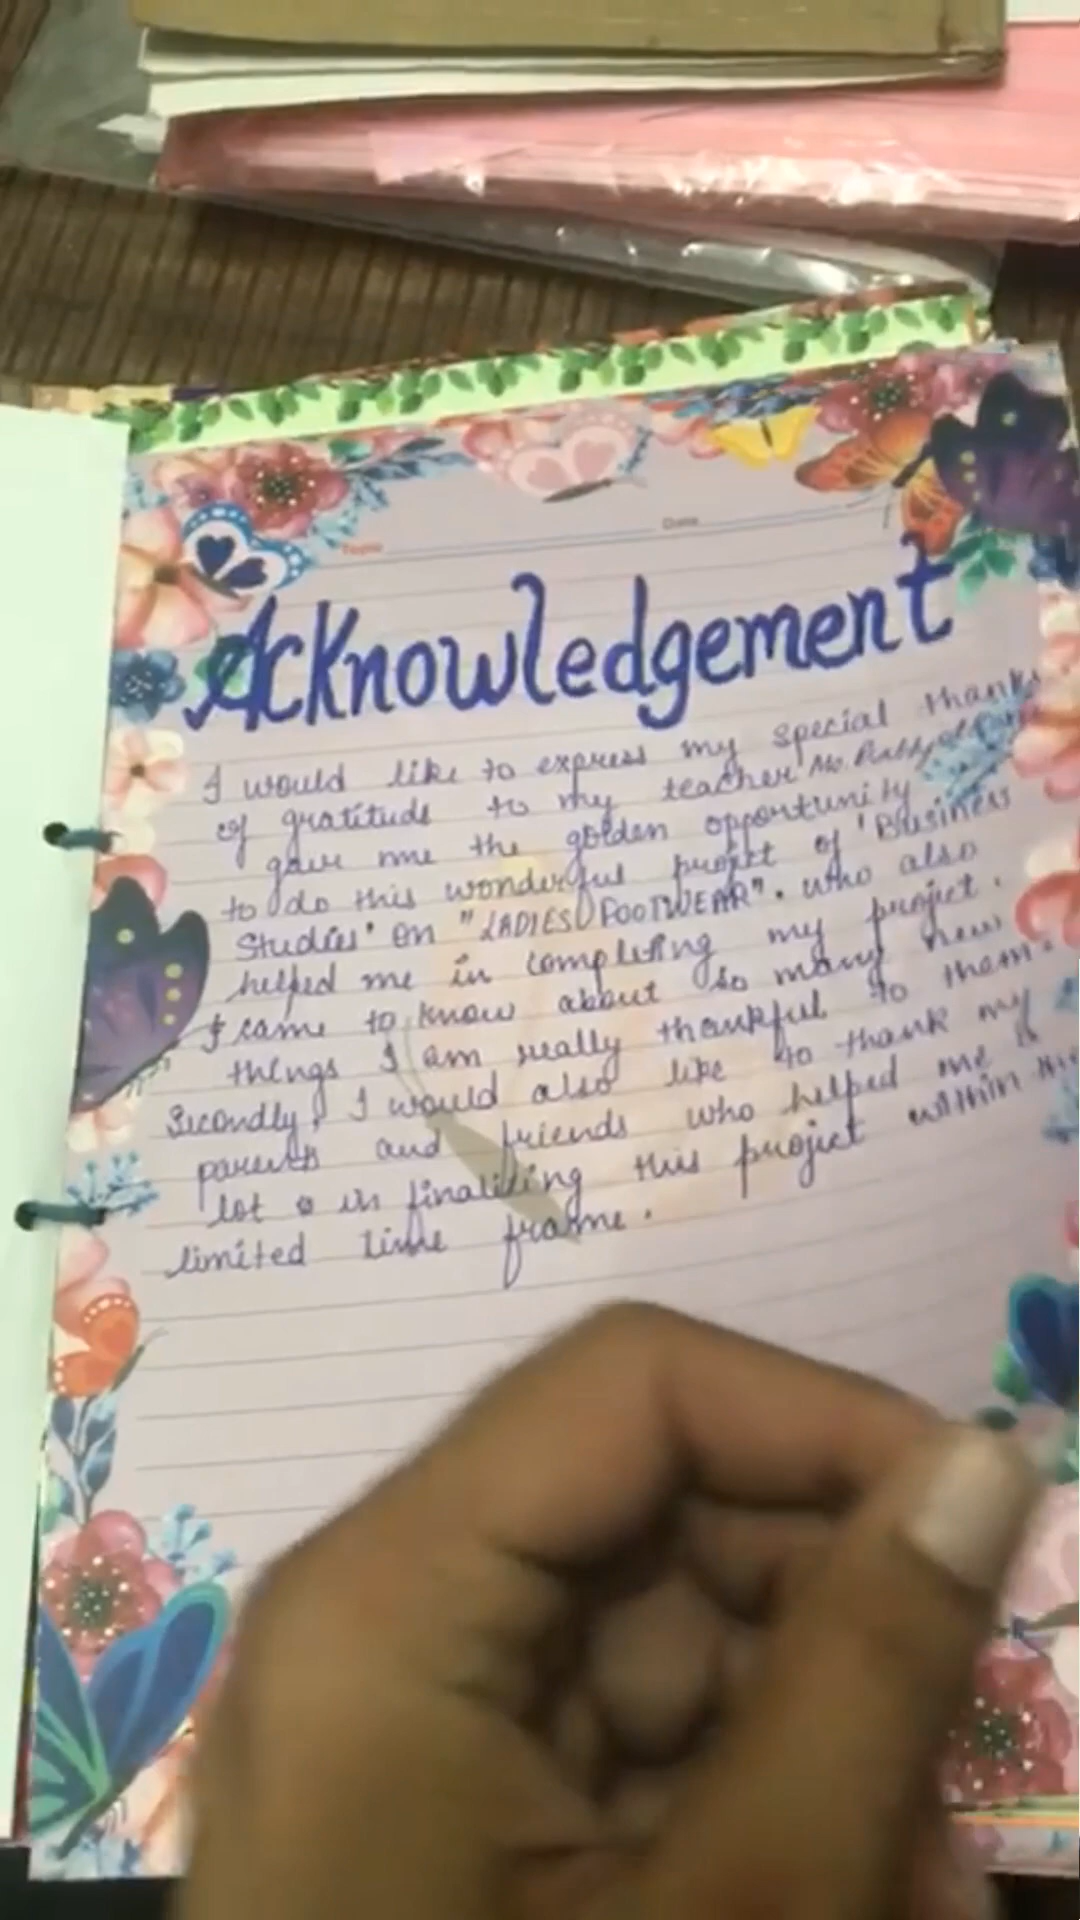 Topic Date
Acknowledgement
I would like to express my special thanks
of gratitude to my teacher Ms.
gave me the golden opportunity
to do this wonderful project of 'Business
Studies' on "LADIES FOOTWEAR". who also
helped me in completing my project.
I came to know about so many new
things I am really thankful to them.
Secondly, I would also like to thank my
parents and friends who helped me a
lot in finalizing this project within the
limited time frame.